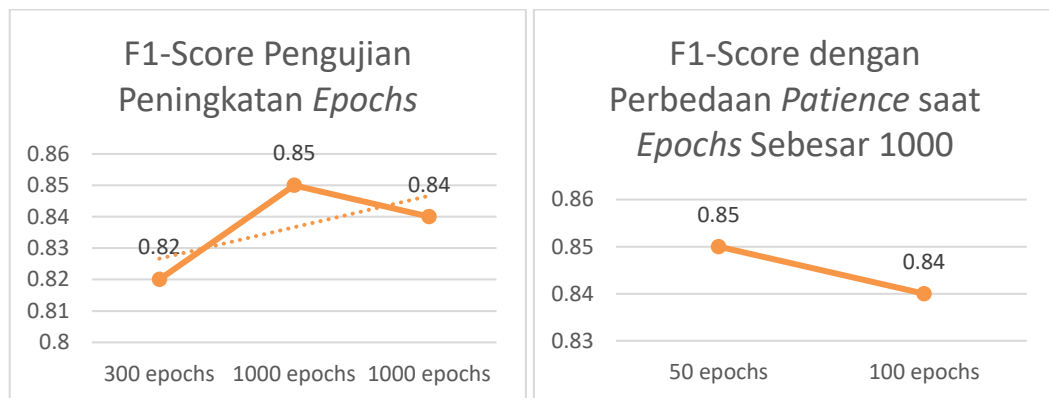 F1-Score Pengujian
Peningkatan Epochs
0.86
0.85
0.84
0.83
0.82
0.81
0.8
0.82
0.85
0.84
300 epochs
1000 epochs
1000 epochs
F1-Score dengan
Perbedaan Patience saat
Epochs Sebesar 1000
0.86
0.85
0.84
0.83
0.85
0.84
50 epochs
100 epochs